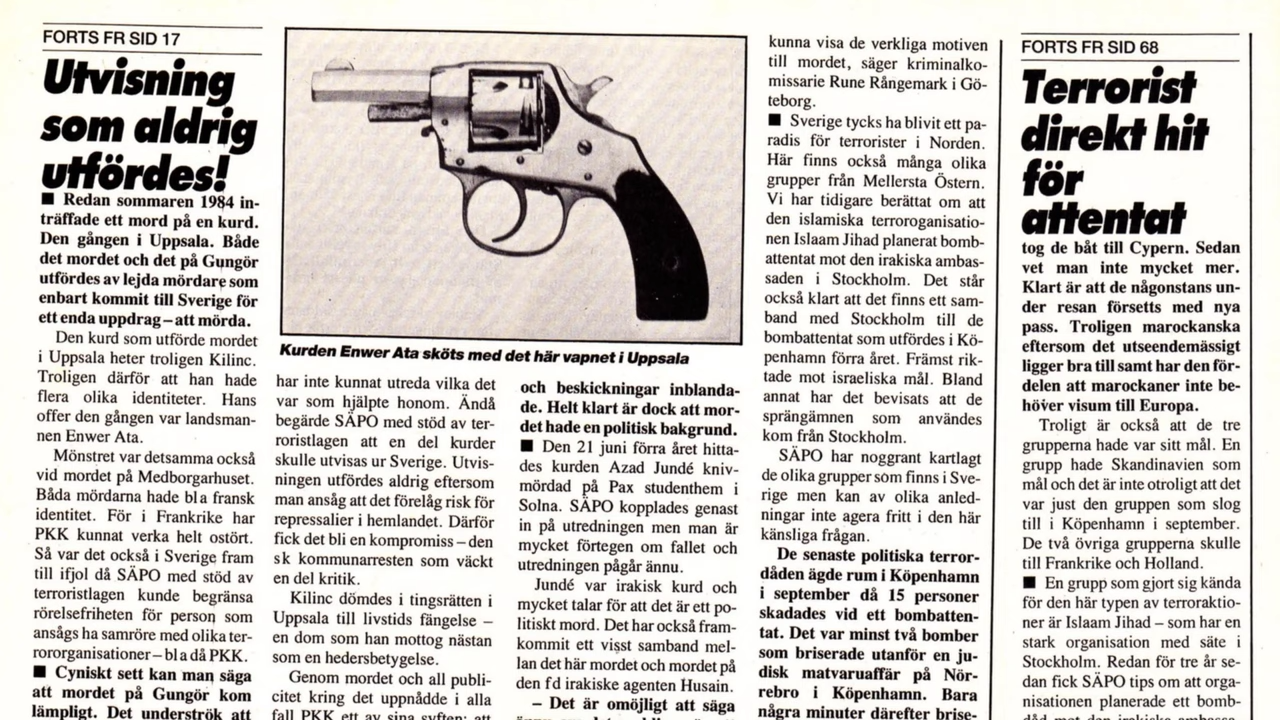 FORTS FR SID 17
Utvisning
som aldrig
utfördes!
■ Redan sommaren 1984 in-
träffade ett mord på en kurd.
Den gången i Uppsala. Både
det mordet och det på Gungör
utfördes av lejda mördare som
enbart kommit till Sverige för
ett enda uppdrag – att mörda.
Den kurd som utförde mordet
i Uppsala heter troligen Kilinc.
Troligen därför att han hade
flera olika identiteter. Hans
offer den gången var landsman-
nen Enwer Ata.
Mönstret var detsamma också
vid mordet på Medborgarhuset.
Båda mördarna hade bl a fransk
identitet. För i Frankrike har
PKK kunnat verka helt ostört.
Så var det också i Sverige fram
till ifjol då SÄPO med stöd av
terroristlagen kunde begränsa
rörelsefriheten för person som
ansågs ha samröre med olika ter-
rororganisationer – bl a då PKK.
■ Cyniskt sett kan man säga
att mordet på Gungör kom
lämpligt. Det underströk att
Kurden Enwer Ata sköts med det här vapnet i Uppsala
har inte kunnat utreda vilka det
var som hjälpte honom. Ändå
begärde SÄPO med stöd av ter-
roristlagen att en del kurder
skulle utvisas ur Sverige. Utvis-
ningen utfördes aldrig eftersom
man ansåg att det förelåg risk för
repressalier i hemlandet. Därför
fick det bli en kompromiss – den
s k kommunarresten som väckt
en del kritik.
Kilinc dömdes i tingsrätten i
Uppsala till livstids fängelse –
en dom som han mottog nästan
som en hedersbetygelse.
Genom mordet och all publi-
citet kring det uppnådde i alla
fall PKK ett av sina syften: att
och beskickningar inblanda-
de. Helt klart är dock att mor-
det hade en politisk bakgrund.
■ Den 21 juni förra året hitta-
des kurden Azad Jundé kniv-
mördad på Pax studenthem i
Solna. SÄPO kopplades genast
in på utredningen men man är
mycket förtegen om fallet och
utredningen pågår ännu.
Jundé var irakisk kurd och
mycket talar för att det är ett po-
litiskt mord. Det har också fram-
kommit ett visst samband mel-
lan det här mordet och mordet på
den f d irakiske agenten Husain.
– Det är omöjligt att säga
kunna visa de verkliga motiven
till mordet, säger kriminalko-
missarie Rune Rångemark i Gö-
teborg.
■ Sverige tycks ha blivit ett pa-
radis för terrorister i Norden.
Här finns också många olika
grupper från Mellersta Östern.
Vi har tidigare berättat om att
den islamiska terroroganisatio-
nen Islaam Jihad planerat bomb-
attentat mot den irakiska ambas-
saden i Stockholm. Det står
också klart att det finns ett sam-
band med Stockholm till de
bombattentat som utfördes i Kö-
penhamn förra året. Främst rik-
tade mot israeliska mål. Bland
annat har det bevisats att de
sprängämnen som användes
kom från Stockholm.
SÄPO har noggrant kartlagt
de olika grupper som finns i Sve-
rige men kan av olika anled-
ningar inte agera fritt i den här
känsliga frågan.
De senaste politiska terror-
dåden ägde rum i Köpenhamn
i september då 15 personer
skadades vid ett bombatten-
tat. Det var minst två bomber
som briserade utanför en ju-
disk matvaruaffär på Nör-
rebro i Köpenhamn. Bara
några minuter därefter brise-
FORTS FR SID 68
Terrorist
direkt hit
för
attentat
tog de båt till Cypern. Sedan
vet man inte mycket mer.
Klart är att de någonstans un-
der resan försetts med nya
pass. Troligen marockanska
eftersom det utseendemässigt
ligger bra till samt har den för-
delen att marockaner inte be-
höver visum till Europa.
Troligt är också att de tre
grupperna hade var sitt mål. En
grupp hade Skandinavien som
mål och det är inte otroligt att det
var just den gruppen som slog
till i Köpenhamn i september.
De två övriga grupperna skulle
till Frankrike och Holland.
■ En grupp som gjort sig kända
för den här typen av terroraktio-
ner är Islaam Jihad – som har en
stark organisation med säte i
Stockholm. Redan för tre år se-
dan fick SÄPO tips om att orga-
nisationen planerade ett bomb-